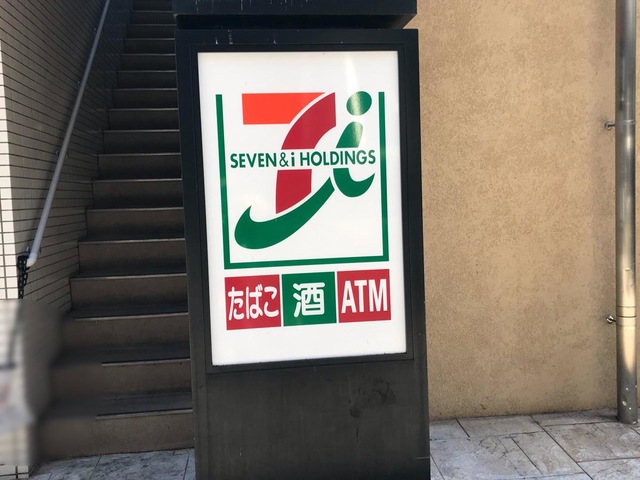 7i
SEVEN & i HOLDINGS
たばこ 酒 ATM